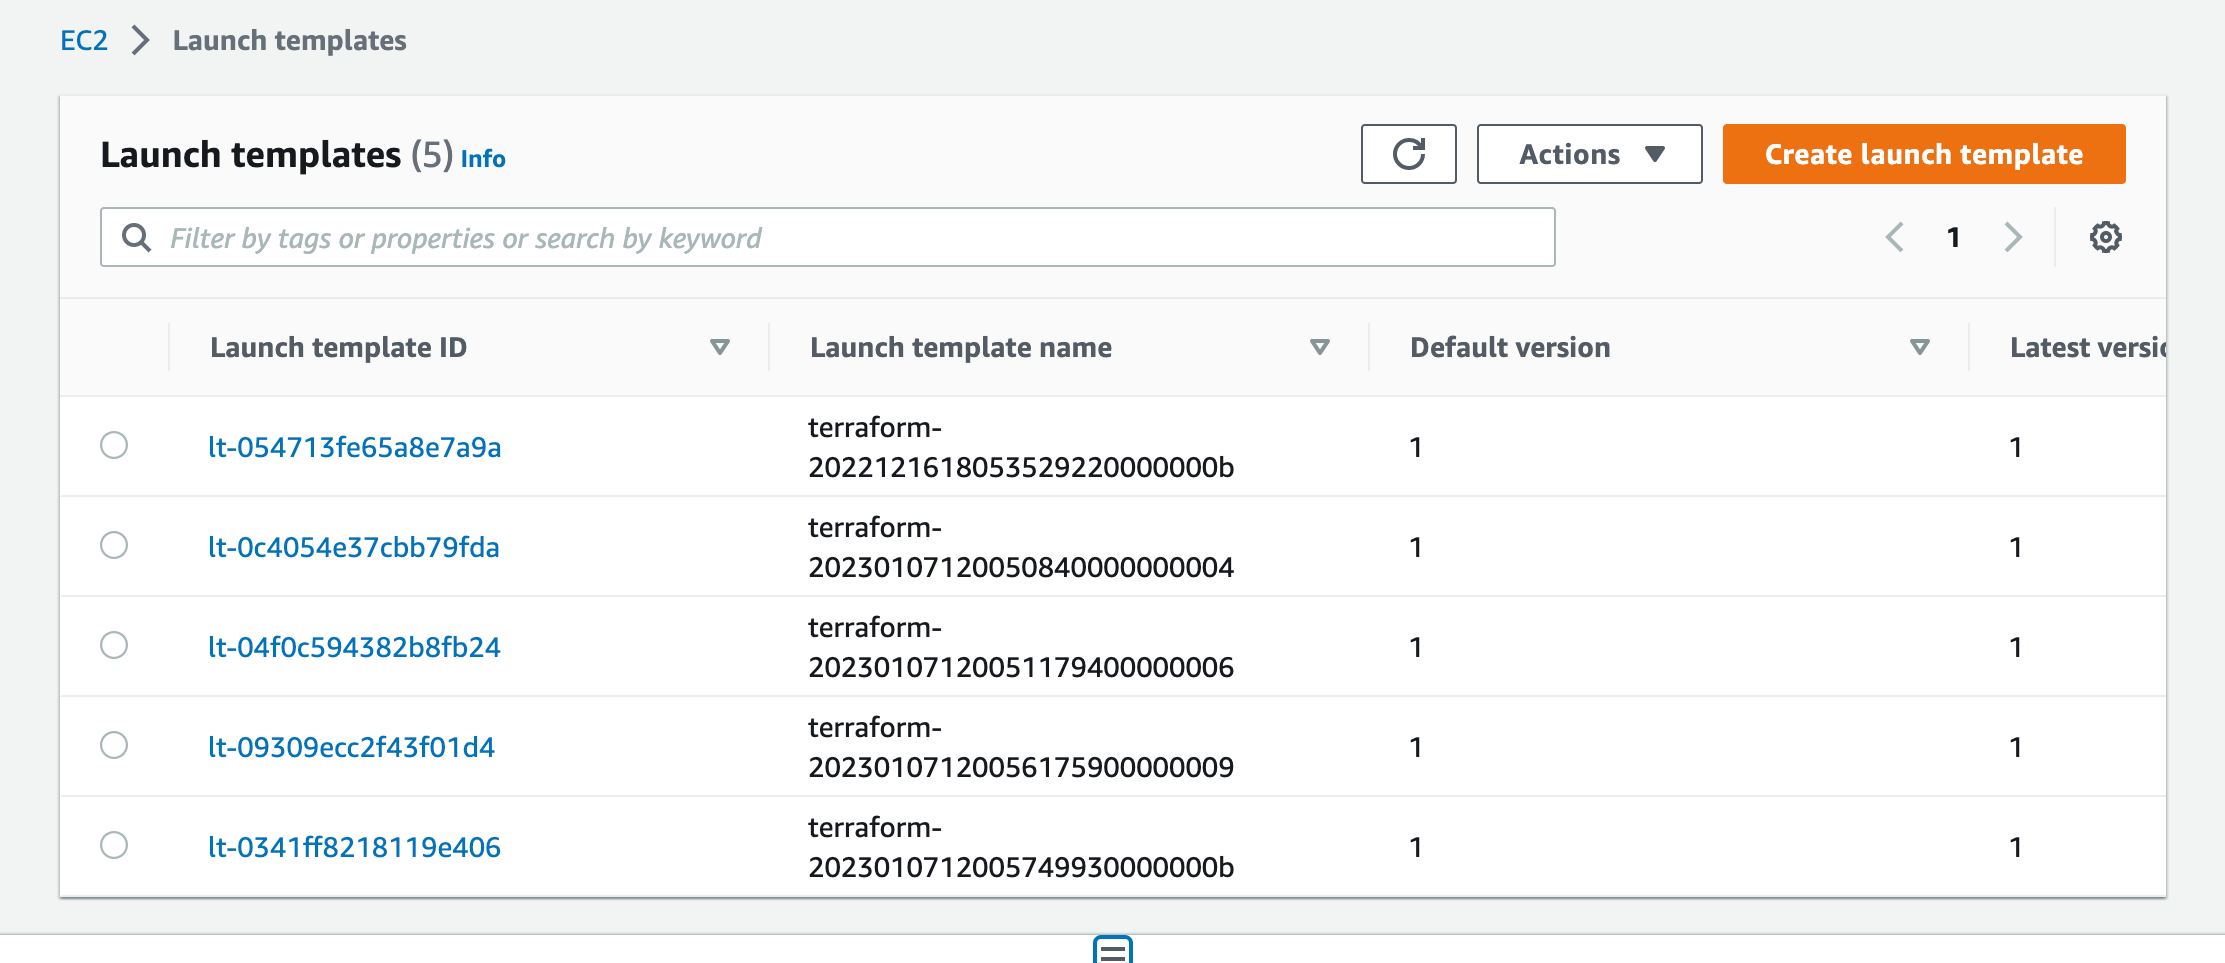 EC2 Launch templates
Launch templates (5) Info
Actions
Create launch template
Filter by tags or properties or search by keyword
1
Launch template ID Launch template name Default version Latest versio
lt-054713fe65a8e7a9a terraform-20221216180535292200000000b 1 1
lt-0c4054e37cbb79fda terraform-20230107120050840000000004 1 1
lt-04f0c594382b8fb24 terraform-20230107120051179400000006 1 1
lt-09309ecc2f43f01d4 terraform-20230107120056175900000009 1 1
lt-0341ff8218119e406 terraform-2023010712005749930000000b 1 1